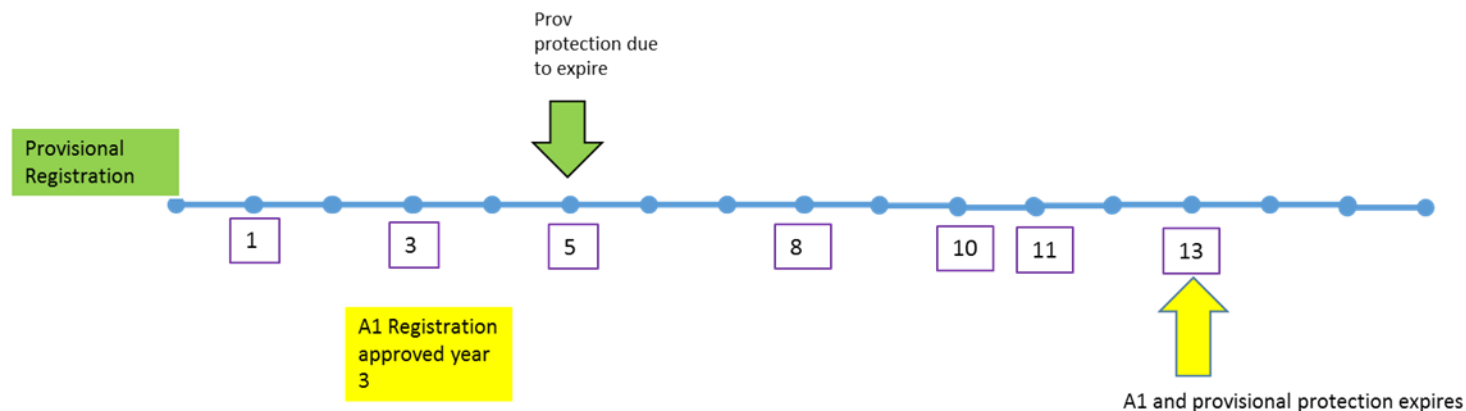 Prov
protection due
to expire
Provisional
Registration
1
3
5
8
10
11
13
A1 Registration
approved year
3
A1 and provisional protection expires